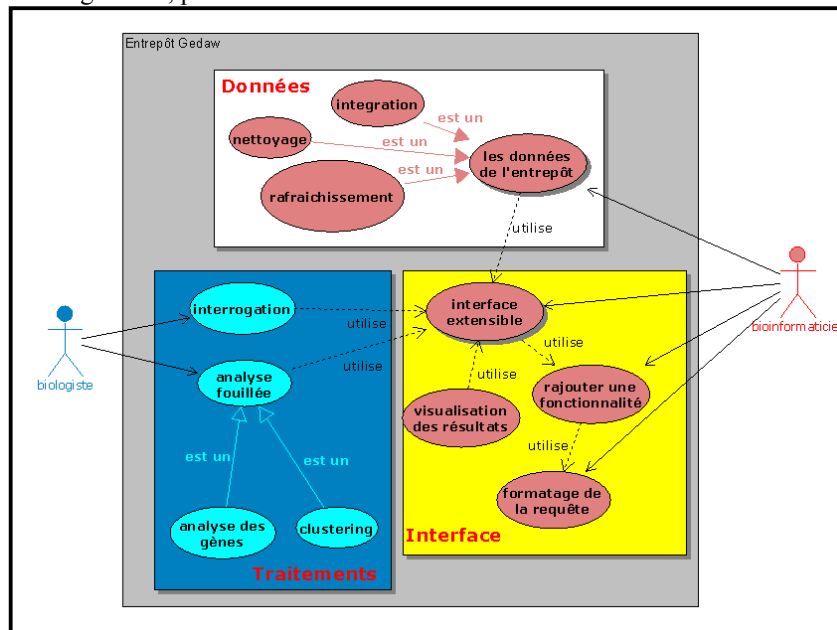 Entrepôt Gedaw
Données
integration
est un
nettoyage
est un
les données
de l'entrepôt
est un
rafraichissement
utilise
interrogation
utilise
interface
extensible
bioinformaticie
biologiste
analyse
fouillée
utilise
utilise
utilise
rajouter une
fonctionnalité
visualisation
des résultats
utilise
est un
est un
formatage de
la requête
analyse des
gènes
clustering
Interface
Traitements